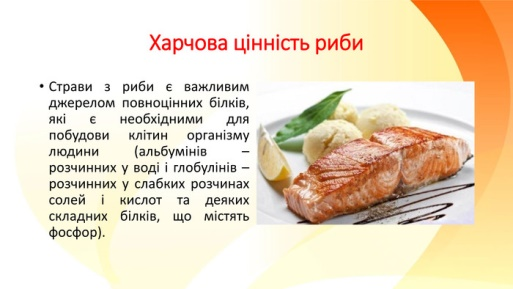 Харчова цінність риби
• Страви з риби є важливим
джерелом повноцінних білків,
які є необхідними для
побудови клітин організму
людини (альбумінів –
розчинних у воді і глобулінів –
розчинних у слабких розчинах
солей і кислот та деяких
складних білків, що містять
фосфор).